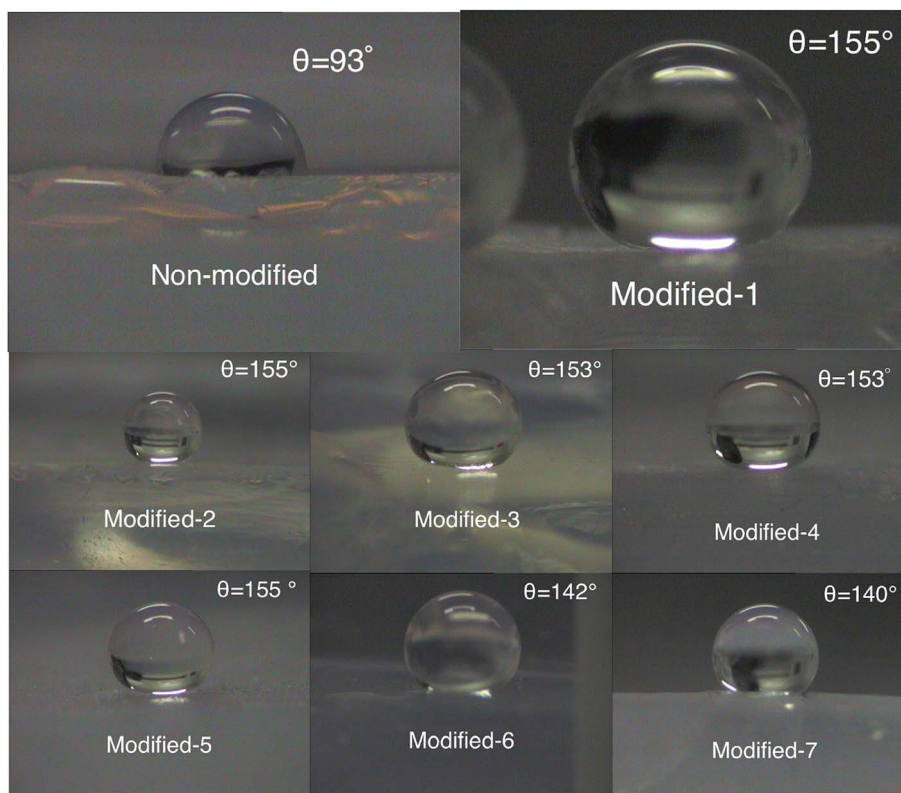 θ=93°
θ=155°
Non-modified
Modified-1
θ=155°
θ=153°
θ=153°
Modified-2
Modified-3
Modified-4
θ=155 °
θ=142°
θ=140°
Modified-5
Modified-6
Modified-7